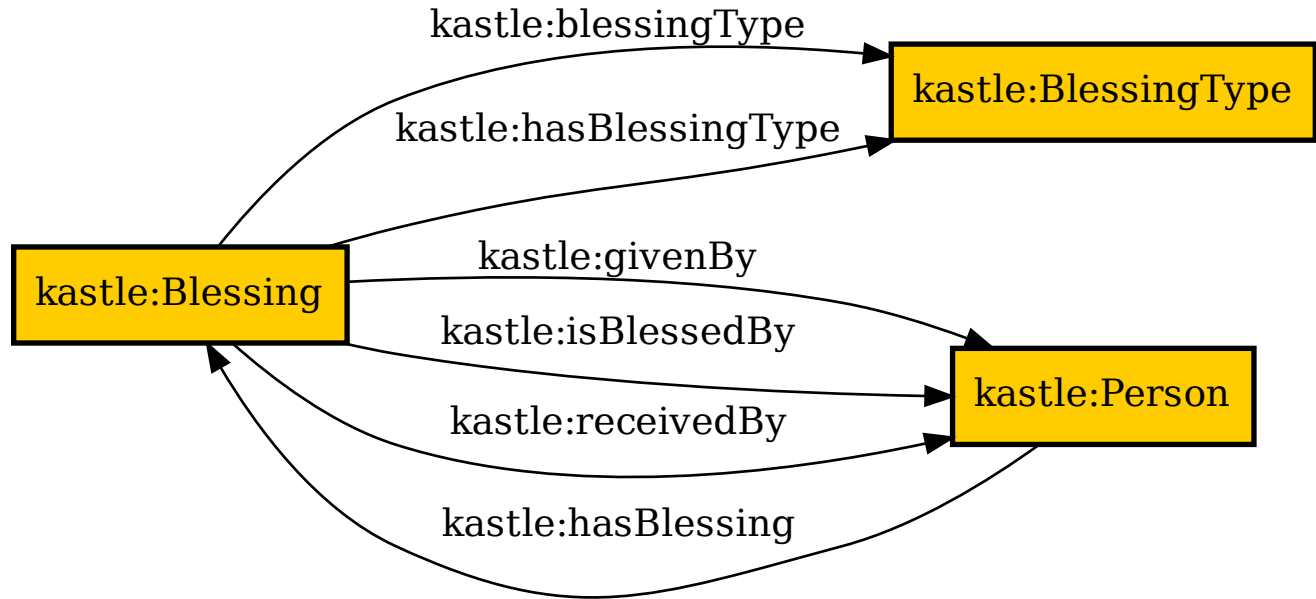 kastle:blessingType
kastle:BlessingType
kastle:hasBlessingType
kastle:givenBy
kastle:Blessing
kastle:isBlessedBy
kastle:Person
kastle:receivedBy
kastle:hasBlessing